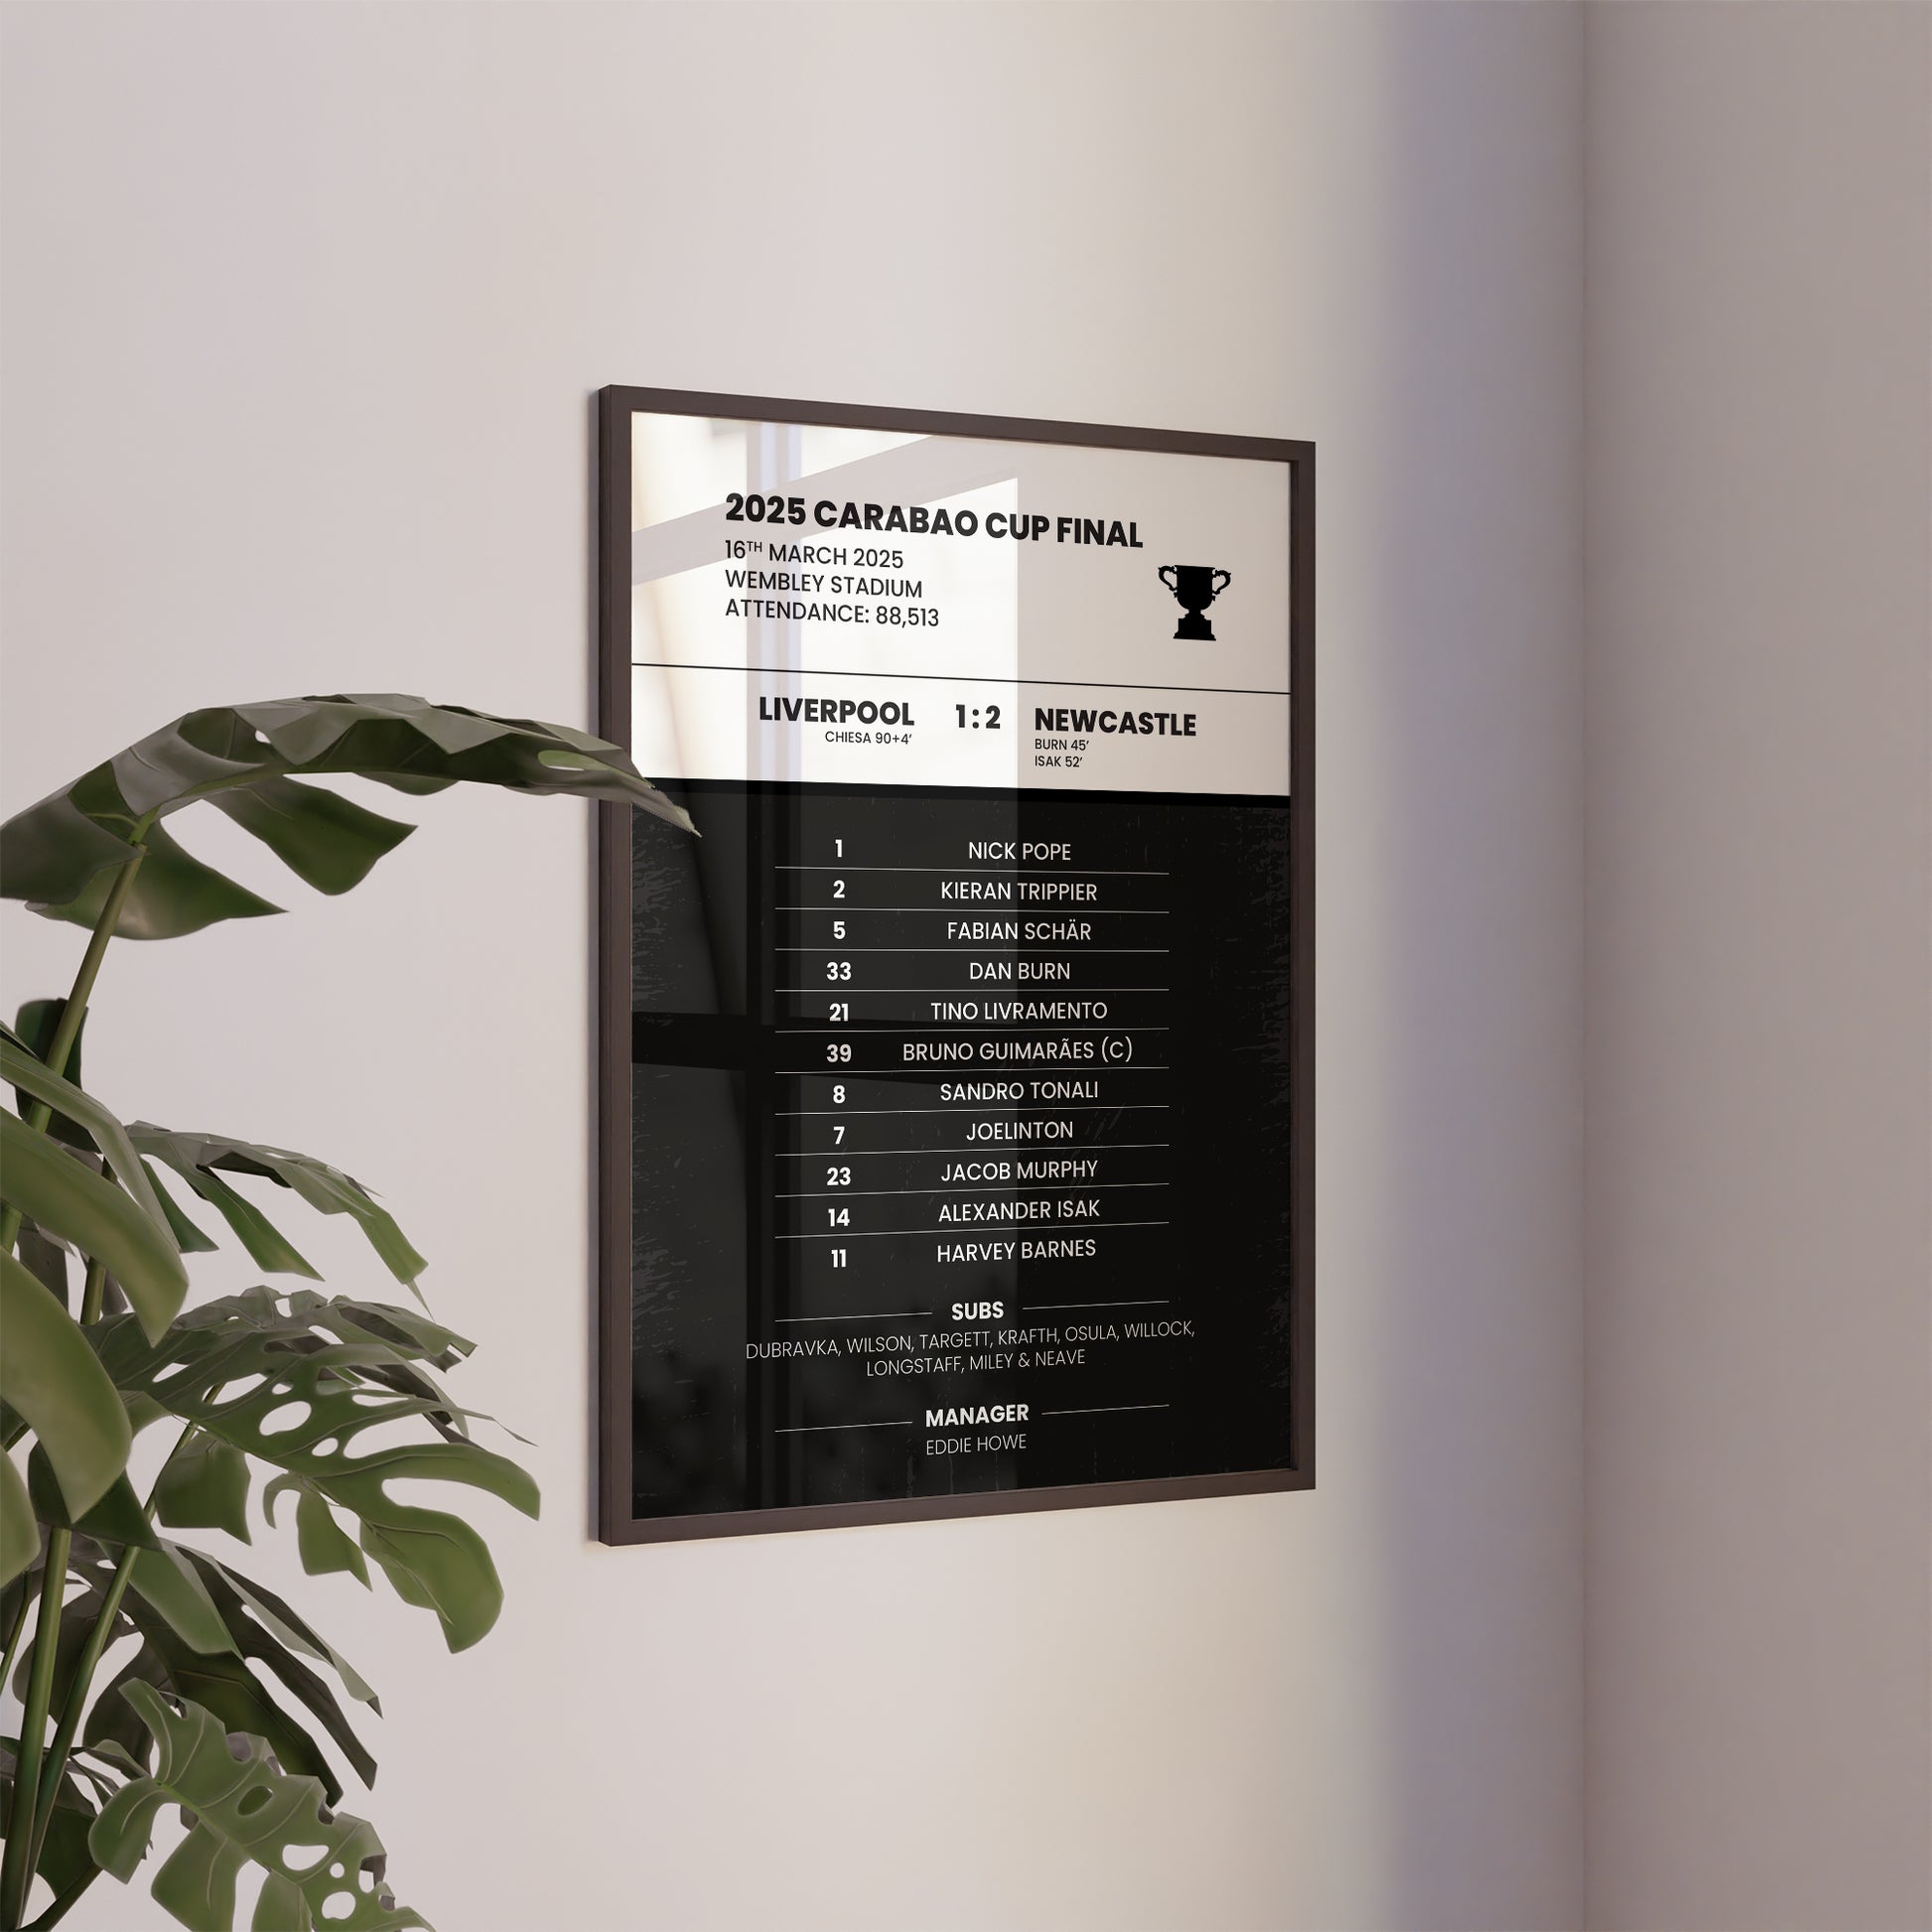 2025 CARABAO CUP FINAL
16TH MARCH 2025
WEMBLEY STADIUM
ATTENDANCE: 88,513
LIVERPOOL 1:2 NEWCASTLE
CHIESA 90+4' BURN 45'
ISAK 52'
1 NICK POPE
2 KIERAN TRIPPIER
5 FABIAN SCHÄR
33 DAN BURN
21 TINO LIVRAMENTO
39 BRUNO GUIMARÃES (C)
8 SANDRO TONALI
7 JOELINTON
23 JACOB MURPHY
14 ALEXANDER ISAK
11 HARVEY BARNES
SUBS
DUBRAVKA, WILSON, TARGETT, KRAFTH, OSULA, WILLOCK,
LONGSTAFF, MILEY & NEAVE
MANAGER
EDDIE HOWE